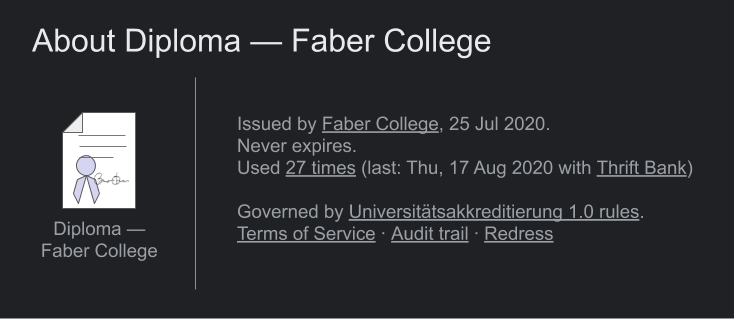 About Diploma — Faber College
Issued by Faber College, 25 Jul 2020.
Never expires.
Used 27 times (last: Thu, 17 Aug 2020 with Thrift Bank)
Governed by Universitätsakkreditierung 1.0 rules.
Terms of Service · Audit trail · Redress
Diploma —
Faber College